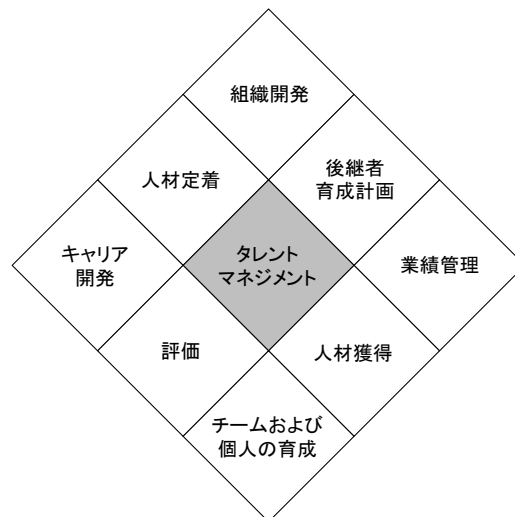 組織開発
人材定着
後継者
育成計画
キャリア
開発
タレント
マネジメント
業績管理
評価
人材獲得
チームおよび
個人の育成